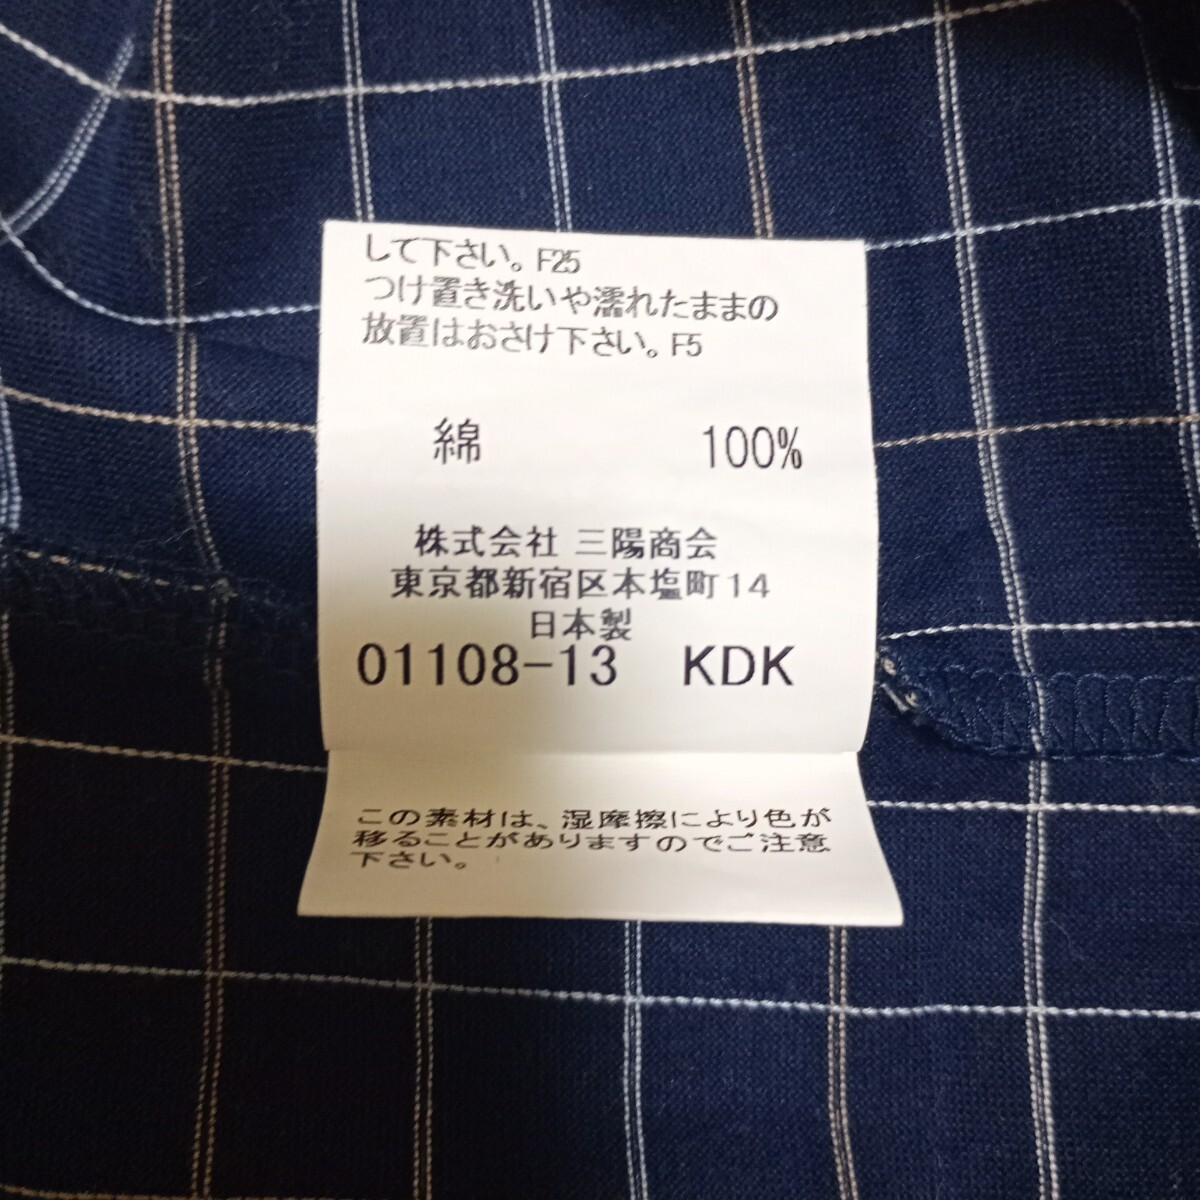 して下さい。F25
つけ置き洗いや濡れたままの
放置はおさけ下さい。F5
綿 100%
株式会社 三陽商会
東京都新宿区本塩町14
日本製
01108-13 KDK
この素材は、湿摩擦により色が
移ることがありますのでご注意
下さい。